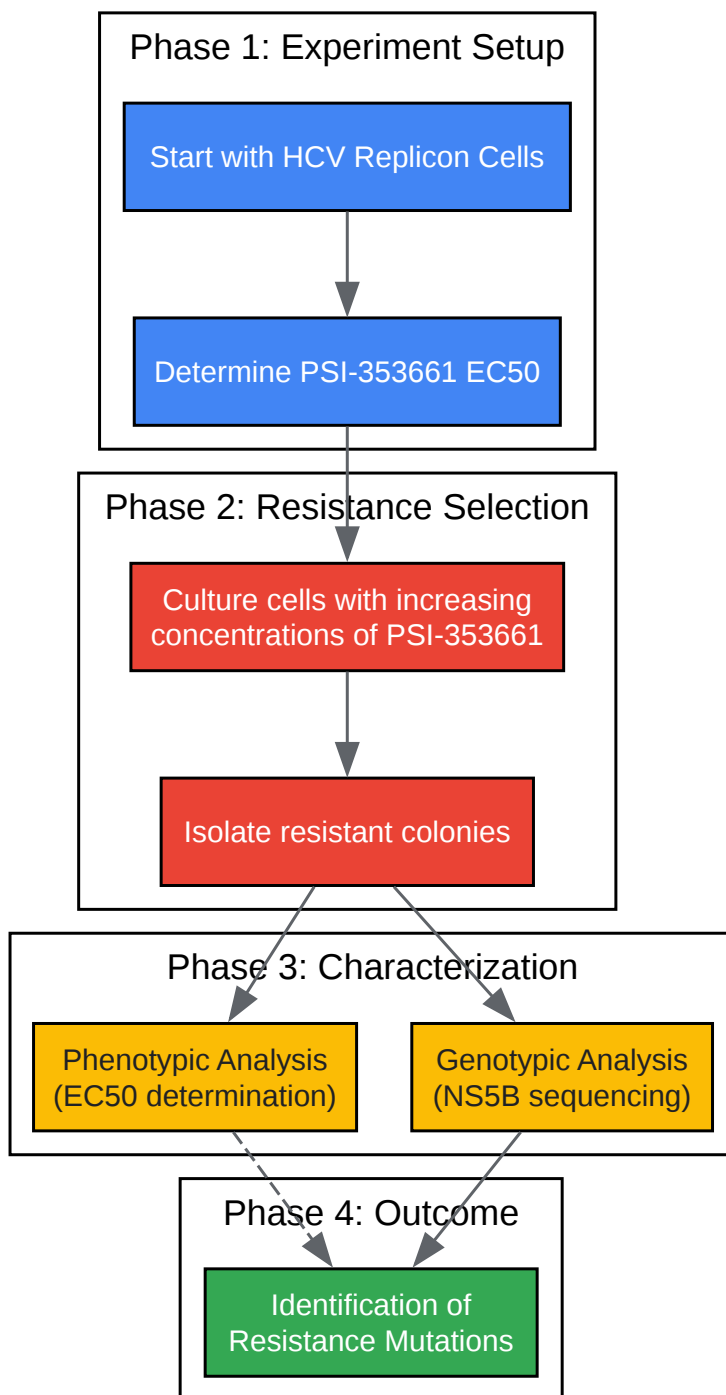 Phase 1: Experiment Setup
Start with HCV Replicon Cells
Determine PSI-353661 EC50
Phase 2: Resistance Selection
Culture cells with increasing
concentrations of PSI-353661
Isolate resistant colonies
Phase 3: Characterization
Phenotypic Analysis
(EC50 determination)
Genotypic Analysis
(NS5B sequencing)
Phase 4: Outcome
Identification of
Resistance Mutations